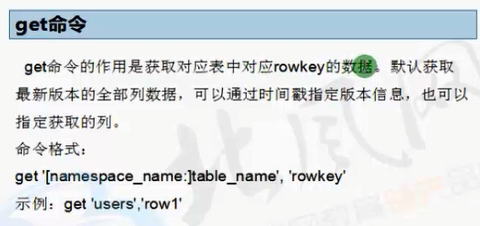 get命令
get命令的作用是获取对应表中对应rowkey的数据。默认获取
最新版本的全部列数据，可以通过时间戳指定版本信息，也可以
指定获取的列。
命令格式：
get '[namespace_name:]table_name', 'rowkey'
示例：get 'users','row1'